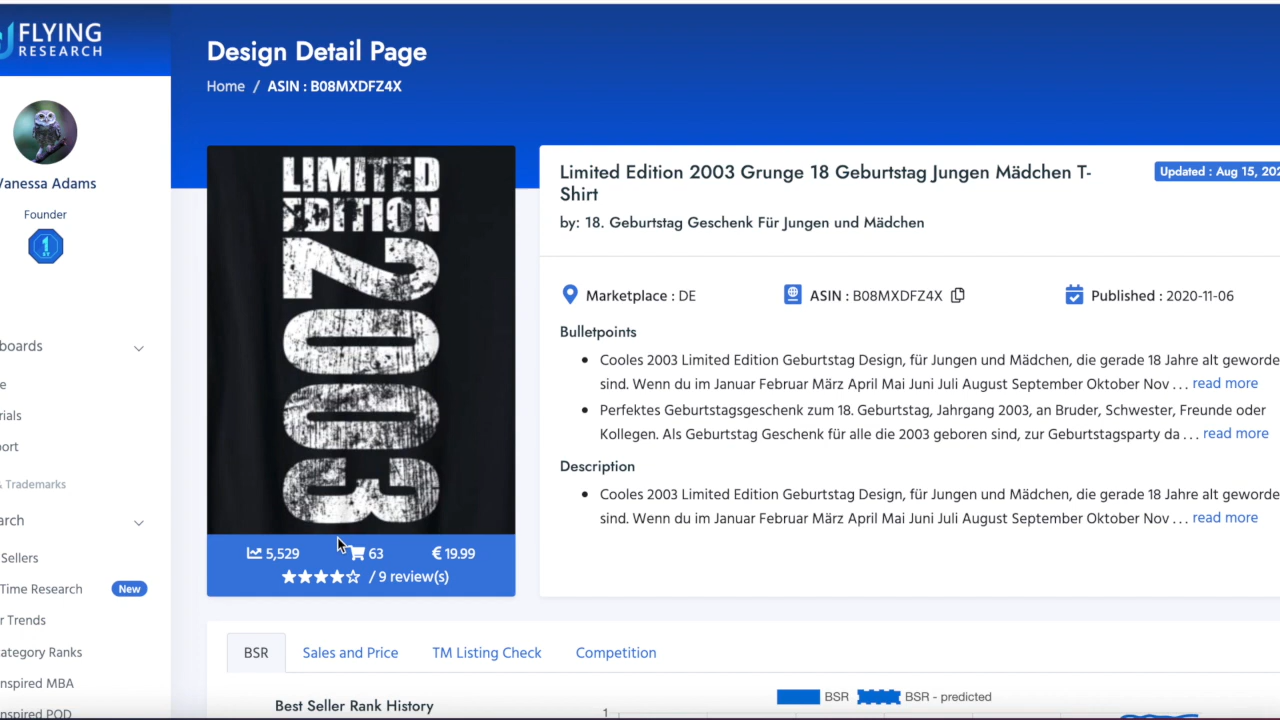 FLYING
RESEARCH
Design Detail Page
Home / ASIN : B08MXDFZ4X
Vanessa Adams
Founder
1
ST
boards
e
rials
port
& Trademarks
arch
Sellers
Time Research New
r Trends
ategory Ranks
nspired MBA
nspired POD
LIMITED
EDITION
2003
5,529 63 € 19.99
/ 9 review(s)
Limited Edition 2003 Grunge 18 Geburtstag Jungen Mädchen T-
Shirt
Updated : Aug 15, 202
by: 18. Geburtstag Geschenk Für Jungen und Mädchen
Marketplace : DE ASIN : B08MXDFZ4X Published : 2020-11-06
Bulletpoints
Cooles 2003 Limited Edition Geburtstag Design, für Jungen und Mädchen, die gerade 18 Jahre alt geworde
sind. Wenn du im Januar Februar März April Mai Juni Juli August September Oktober Nov ... read more
Perfektes Geburtstagsgeschenk zum 18. Geburtstag, Jahrgang 2003, an Bruder, Schwester, Freunde oder
Kollegen. Als Geburtstag Geschenk für alle die 2003 geboren sind, zur Geburtstagsparty da ... read more
Description
Cooles 2003 Limited Edition Geburtstag Design, für Jungen und Mädchen, die gerade 18 Jahre alt geworde
sind. Wenn du im Januar Februar März April Mai Juni Juli August September Oktober Nov ... read more
BSR Sales and Price TM Listing Check Competition
Best Seller Rank History
BSR BSR - predicted
1